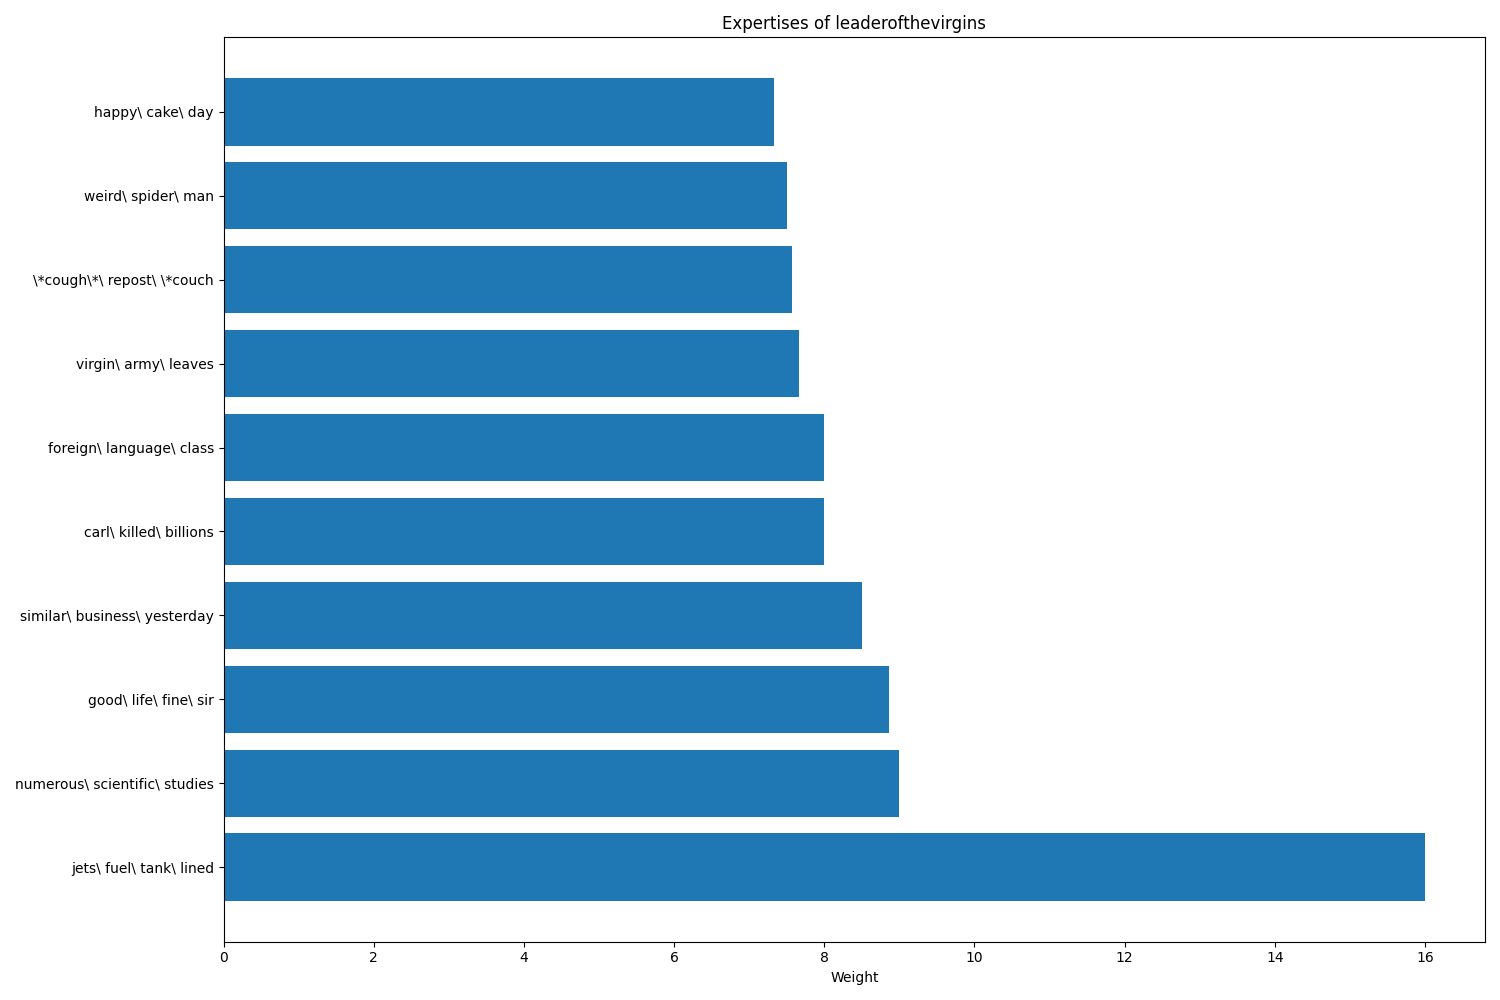 Expertises of leaderofthevirgins
happy\ cake\ day
weird\ spider\ man
\*cough\*\ repost\ \*couch
virgin\ army\ leaves
foreign\ language\ class
carl\ killed\ billions
similar\ business\ yesterday
good\ life\ fine\ sir
numerous\ scientific\ studies
jets\ fuel\ tank\ lined
0 2 4 6 8 10 12 14 16
Weight